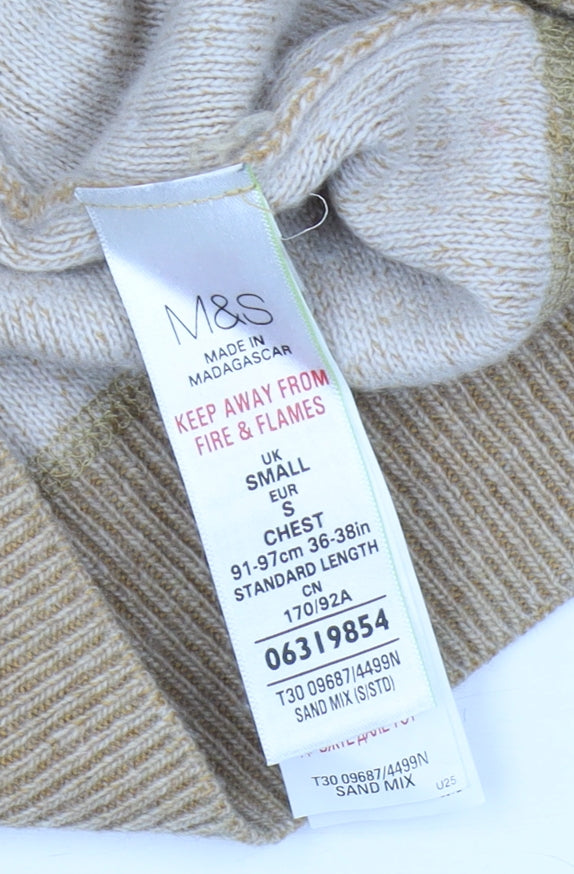 M&S
MADE IN
MADAGASCAR
KEEP AWAY FROM
FIRE & FLAMES
UK
SMALL
EUR
S
CHEST
91-97cm 36-38in
STANDARD LENGTH
CN
170/92A
06319854
T30 09687/4499N
SAND MIX (S/STD)
T30 09687/4499N
SAND MIX
U25